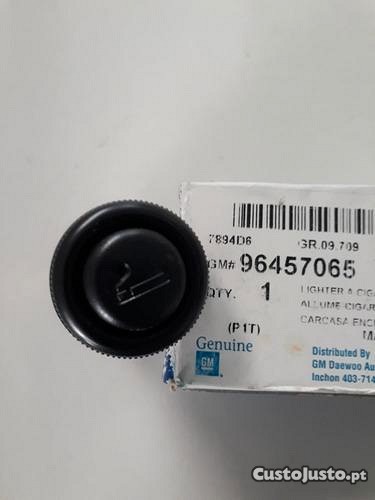 7894D6 GR.09.709
GM# 96457065
QTY. 1 LIGHTER A CIG
ALLUME-CIGAR
(P1T) CARCASA ENC
MA
Genuine
GM
Distributed By
GM Daewoo Au
Inchon 403-714
CustoJusto.pt